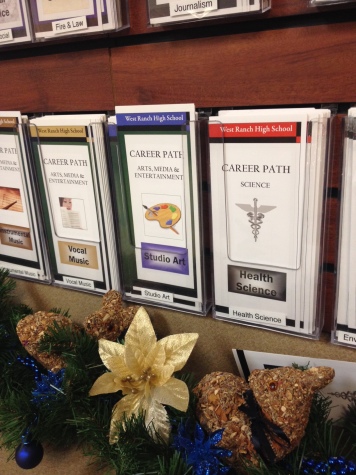 Fire & Law
Journalism
West Ranch High School
CAREER PATH
ARTS, MEDIA &
ENTERTAINMENT
Vocal
Music
Vocal Music
West Ranch High School
CAREER PATH
ARTS, MEDIA &
ENTERTAINMENT
Studio Art
Studio Art
West Ranch High School
CAREER PATH
SCIENCE
Health
Science
Health Science
Music